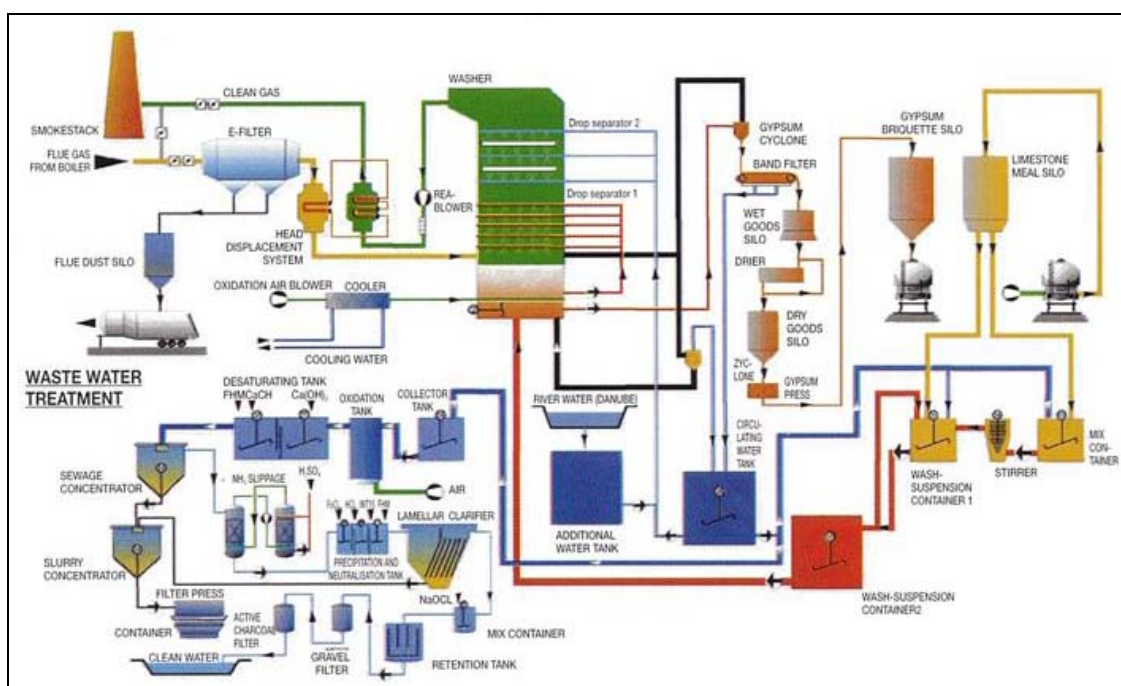 WASHER
CLEAN GAS
SMOKESTACK
E-FILTER
FLUE GAS
FROM BOILER
Drop separator 2
GYPSUM
CYCLONE
BAND FILTER
GYPSUM
BRIQUETTE SILO
LIMESTONE
MEAL SILO
REA-
BLOWER
Drop separator 1
WET
GOODS
SILO
HEAD
DISPLACEMENT
SYSTEM
FLUE DUST SILO
DRIER
OXIDATION AIR BLOWER
COOLER
DRY
GOODS
SILO
COOLING WATER
ZYC-
LONE
GYPSUM
PRESS
WASTE WATER
TREATMENT
DESATURATING TANK
FHMCaCH
Ca(OH)₂
OXIDATION
TANK
COLLECTOR
TANK
RIVER WATER (DANUBE)
CIRCU-
LATING
WATER
TANK
MIX
CON-
TAINER
STIRRER
WASH-
SUSPENSION
CONTAINER 1
SEWAGE
CONCENTRATOR
NH₃ SLIPPAGE
AIR
ADDITIONAL
WATER TANK
LAMELLAR CLARIFIER
SLURRY
CONCENTRATOR
PRECIPITATION AND
NEUTRALISATION TANK
WASH-SUSPENSION
CONTAINER2
FILTER PRESS
NaOCL
CONTAINER
ACTIVE
CHARCOAE
FILTER
MIX CONTAINER
CLEAN WATER
GRAVEL
FILTER
RETENTION TANK